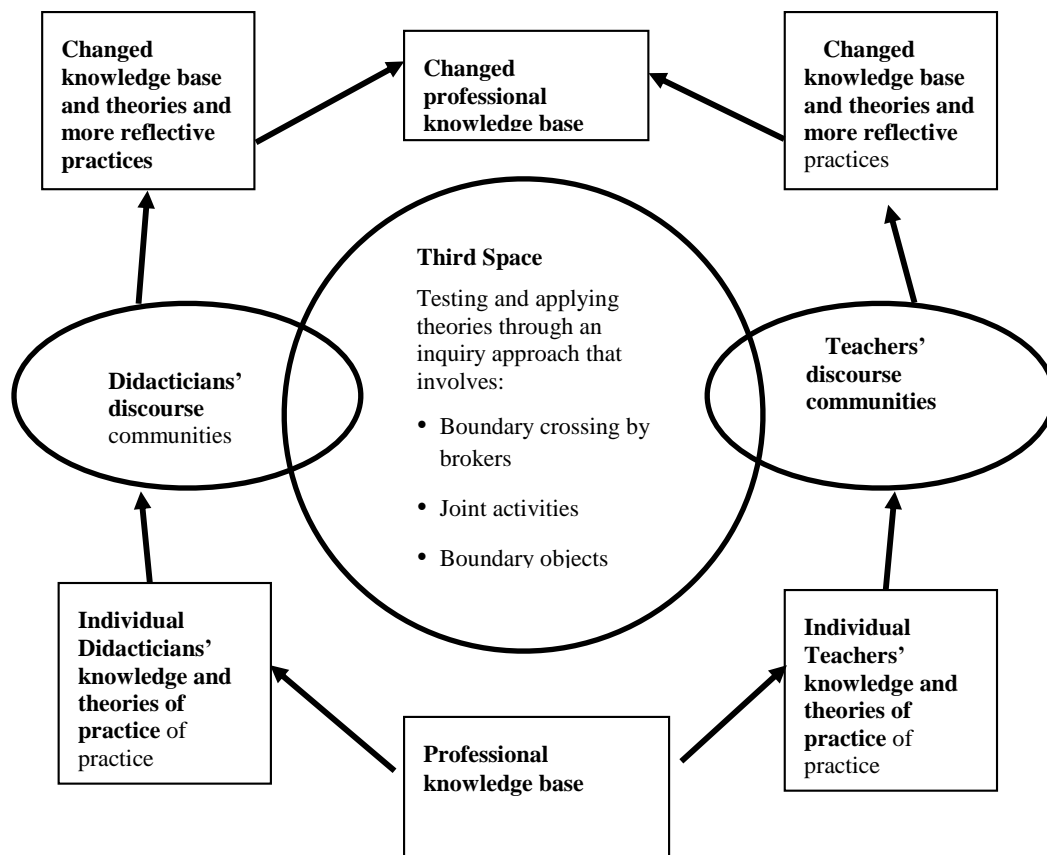 Changed
knowledge base
and theories and
more reflective
practices
Changed
professional
knowledge base
Changed
knowledge base
and theories and
more reflective
practices
Third Space
Testing and applying
theories through an
inquiry approach that
involves:
• Boundary crossing by
brokers
• Joint activities
• Boundary objects
Didacticians’
discourse
communities
Teachers’
discourse
communities
Individual
Didacticians’
knowledge and
theories of
practice of
practice
Professional
knowledge base
Individual
Teachers’
knowledge and
theories of
practice of
practice